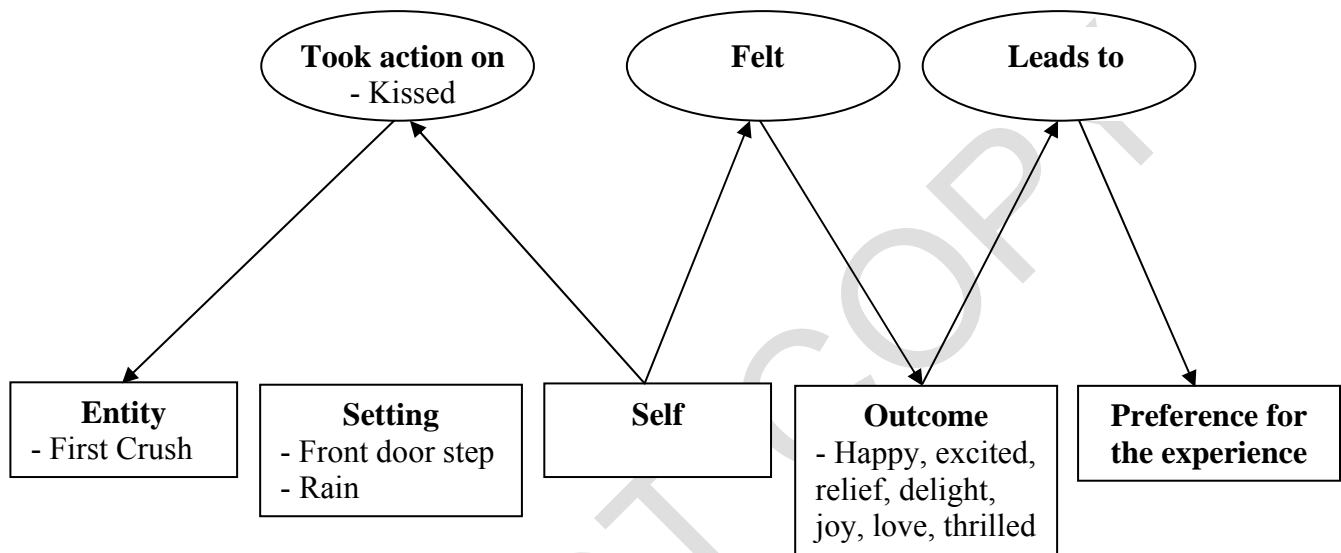 Took action on
- Kissed
Felt
Leads to
Entity
- First Crush
Setting
- Front door step
- Rain
Self
Outcome
- Happy, excited,
relief, delight,
joy, love, thrilled
Preference for
the experience
T COPY